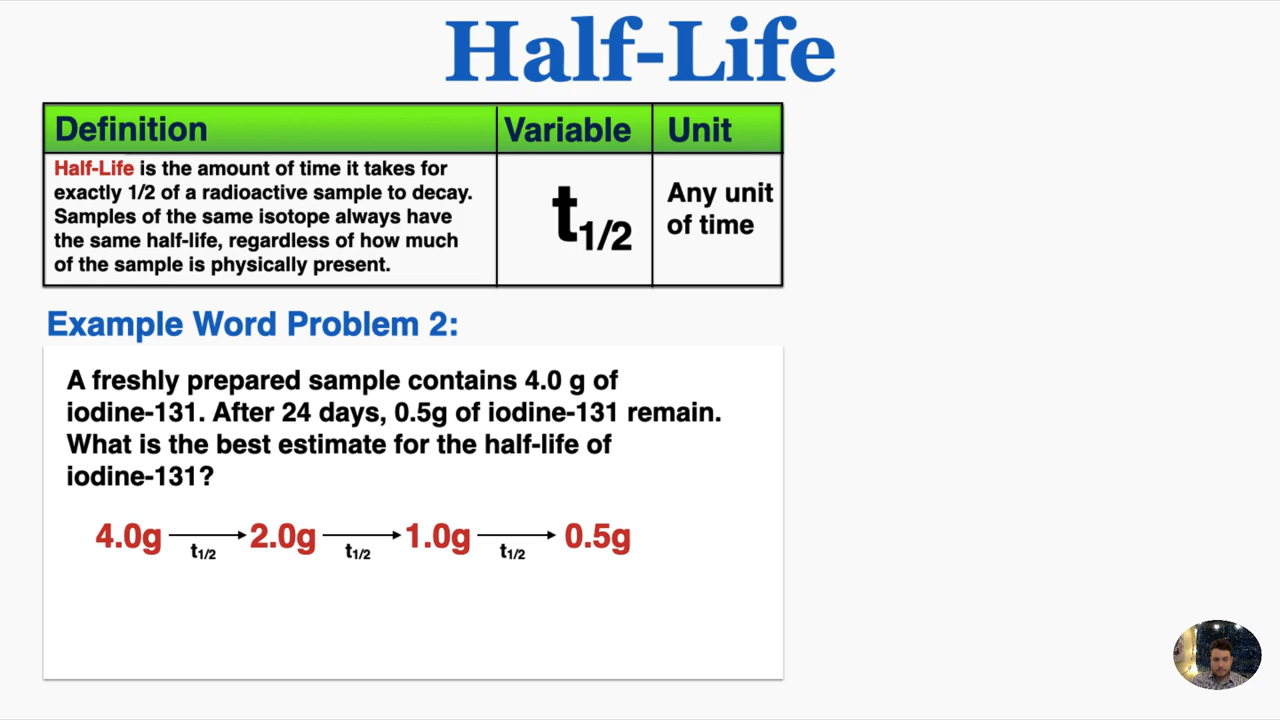 Half-Life
Definition Variable Unit
Half-Life is the amount of time it takes for
exactly 1/2 of a radioactive sample to decay.
Samples of the same isotope always have
the same half-life, regardless of how much
of the sample is physically present.
t1/2
Any unit
of time
Example Word Problem 2:
A freshly prepared sample contains 4.0 g of
iodine-131. After 24 days, 0.5g of iodine-131 remain.
What is the best estimate for the half-life of
iodine-131?
4.0g 2.0g 1.0g 0.5g
t1/2 t1/2 t1/2